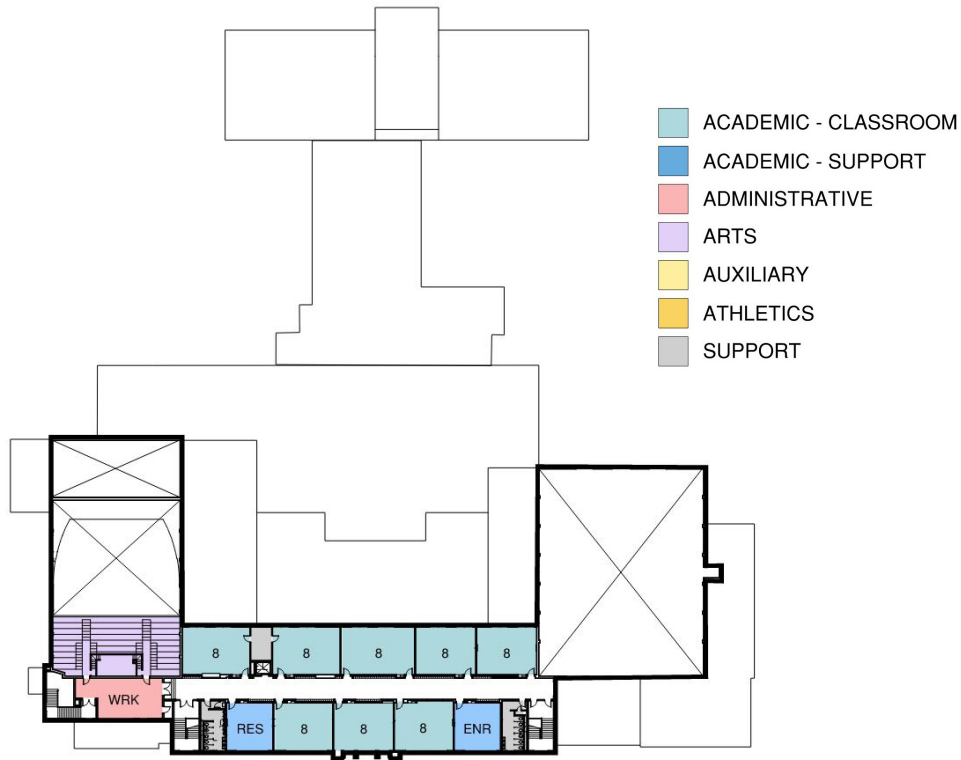 ACADEMIC - CLASSROOM
ACADEMIC - SUPPORT
ADMINISTRATIVE
ARTS
AUXILIARY
ATHLETICS
SUPPORT
8 8 8 8 8
WRK
RES 8 8 8 ENR